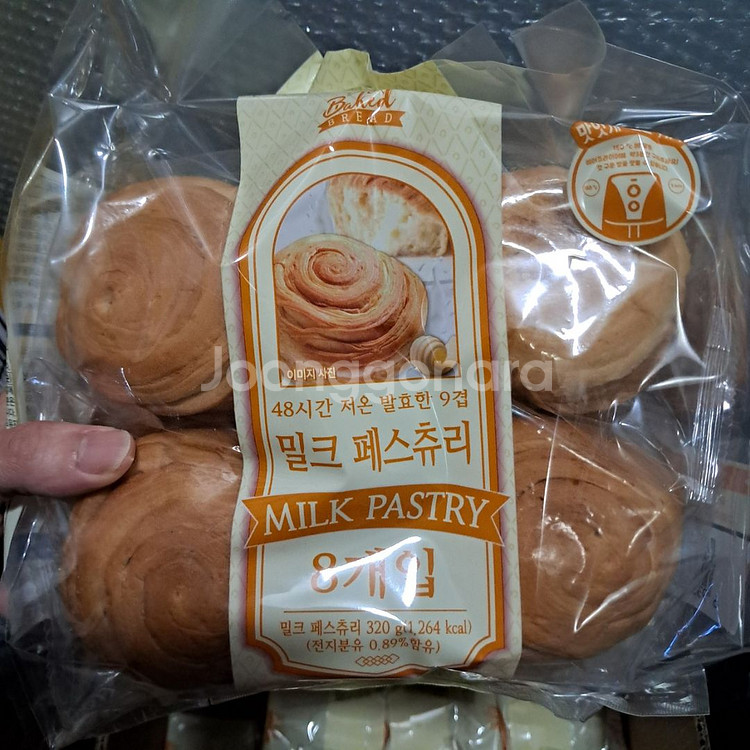 Baked
BREAD
이미지 사진
Joonggonara
48시간 저온 발효한 9겹
밀크 페스츄리
MILK PASTRY
8개입
밀크 페스츄리 320 g(1,264 kcal)
(전지분유 0.89%함유)